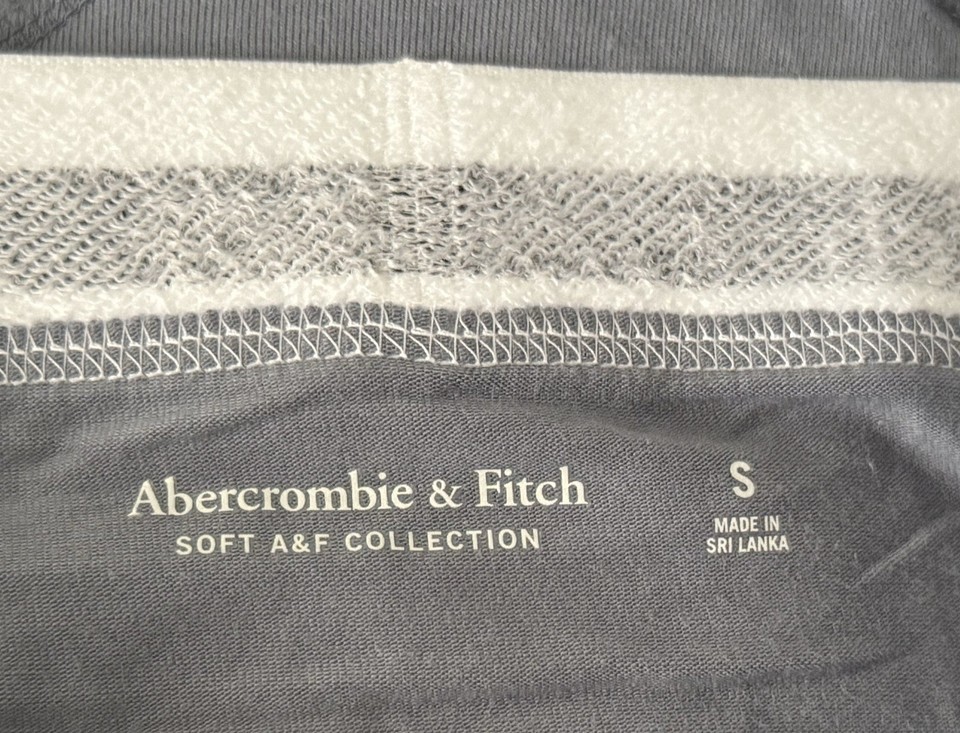 Abercrombie & Fitch
SOFT A&F COLLECTION
S
MADE IN
SRI LANKA